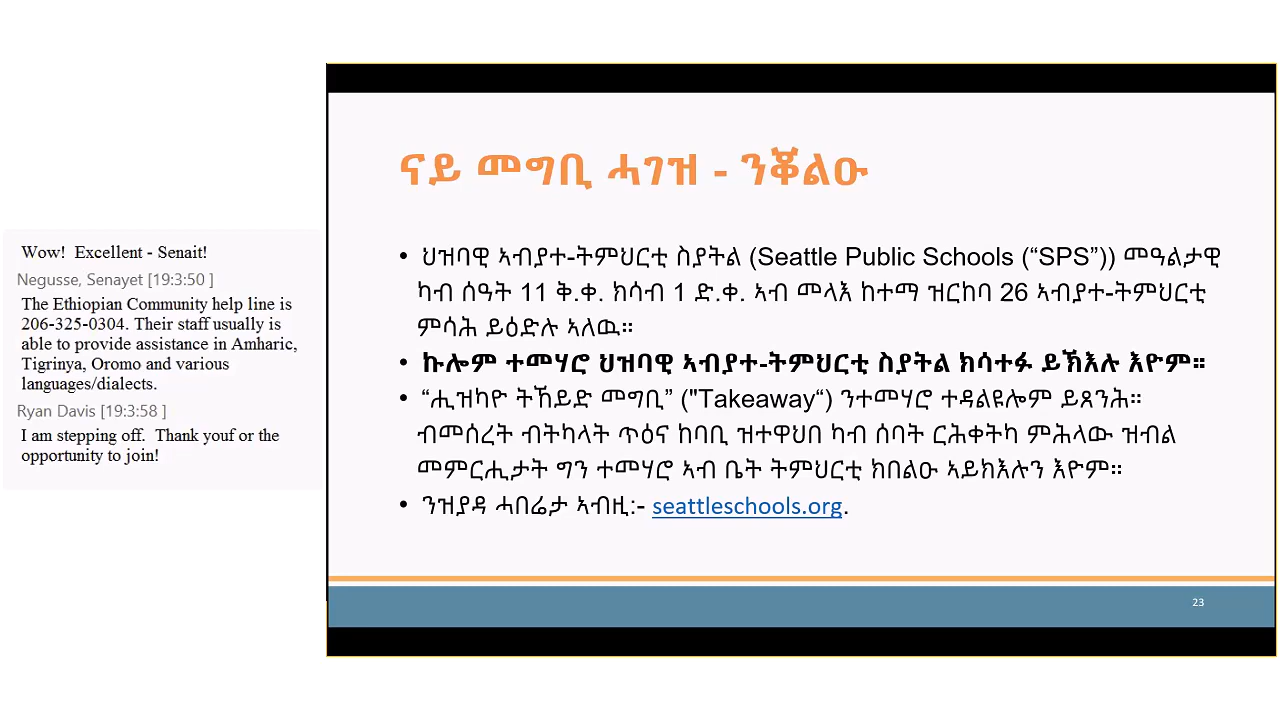 Wow!  Excellent - Senait!
Negusse, Senayet [19:3:50 ]
The Ethiopian Community help line is
206-325-0304. Their staff usually is
able to provide assistance in Amharic,
Tigrinya, Oromo and various
languages/dialects.
Ryan Davis [19:3:58 ]
I am stepping off.  Thank youf or the
opportunity to join!
ናይ መግቢ ሓገዝ - ንቖልዑ
• ህዝባዊ ኣብያተ-ትምህርቲ ስያትል (Seattle Public Schools (“SPS”)) መዓልታዊ
ካብ ሰዓት 11 ቅ.ቀ. ክሳብ 1 ድ.ቀ. ኣብ መላእ ከተማ ዝርከባ 26 ኣብያተ-ትምህርቲ
ምሳሕ ይዕድሉ ኣለዉ።
• ኩሎም ተመሃሮ ህዝባዊ ኣብያተ-ትምህርቲ ስያትል ክሳተፉ ይኽእሉ እዮም።
• “ሒዝካዮ ትኸይድ መግቢ” ("Takeaway“) ንተመሃሮ ተዳልዩሎም ይጸንሕ።
ብመሰረት ብትካላት ጥዕና ከባቢ ዝተዋህበ ካብ ሰባት ርሕቀትካ ምሕላው ዝብል
መምርሒታት ግን ተመሃሮ ኣብ ቤት ትምህርቲ ክበልዑ ኣይክእሉን እዮም።
• ንዝያዳ ሓበሬታ ኣብዚ:- seattleschools.org.
23